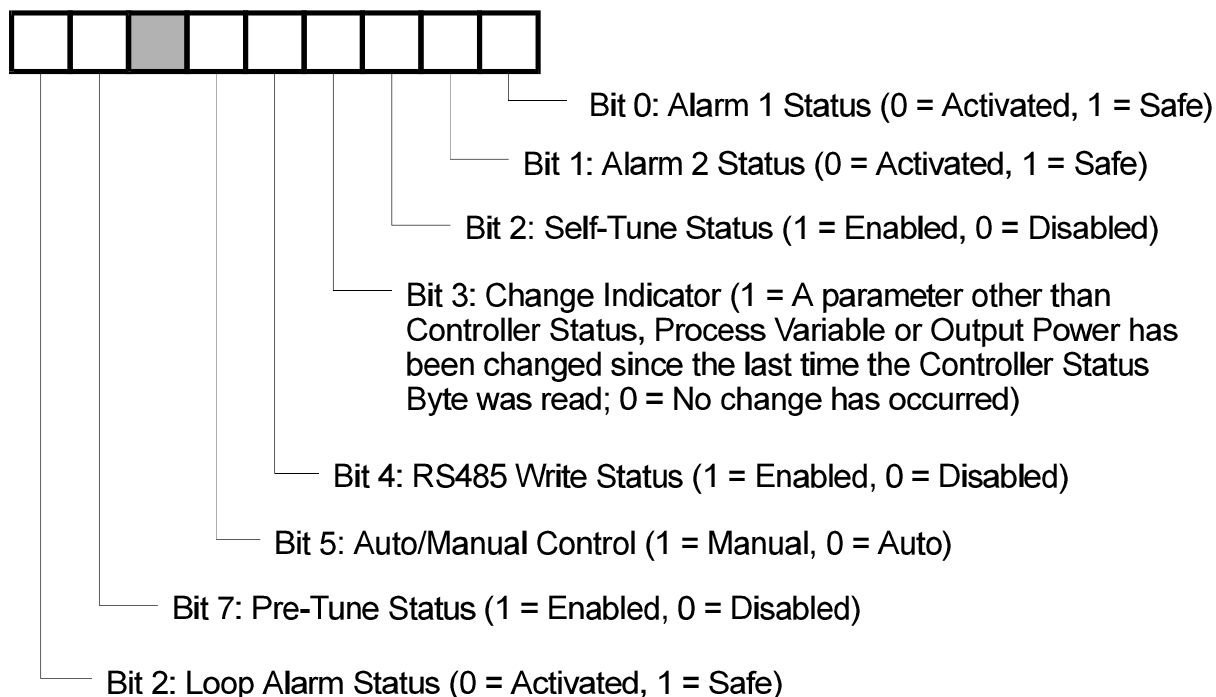 Bit 0: Alarm 1 Status (0 = Activated, 1 = Safe)
Bit 1: Alarm 2 Status (0 = Activated, 1 = Safe)
Bit 2: Self-Tune Status (1 = Enabled, 0 = Disabled)
Bit 3: Change Indicator (1 = A parameter other than
Controller Status, Process Variable or Output Power has
been changed since the last time the Controller Status
Byte was read; 0 = No change has occurred)
Bit 4: RS485 Write Status (1 = Enabled, 0 = Disabled)
Bit 5: Auto/Manual Control (1 = Manual, 0 = Auto)
Bit 7: Pre-Tune Status (1 = Enabled, 0 = Disabled)
Bit 2: Loop Alarm Status (0 = Activated, 1 = Safe)